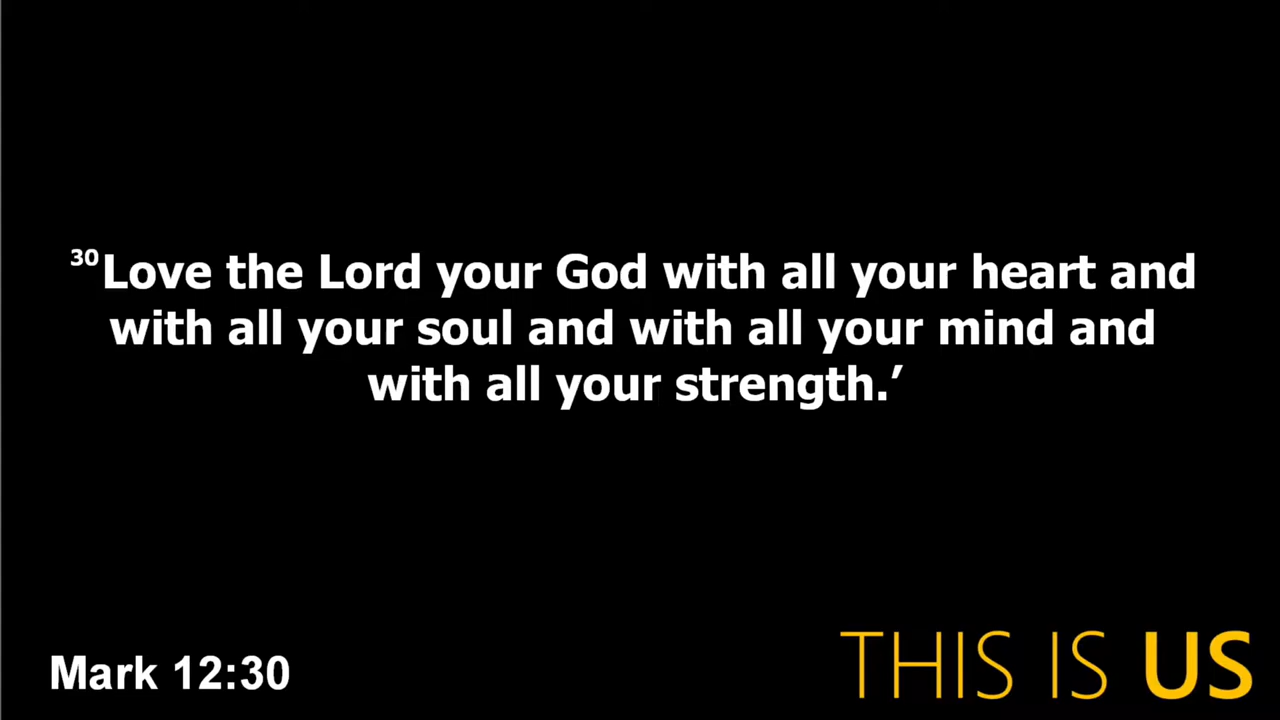 30Love the Lord your God with all your heart and
with all your soul and with all your mind and
with all your strength.’
Mark 12:30
THIS IS US